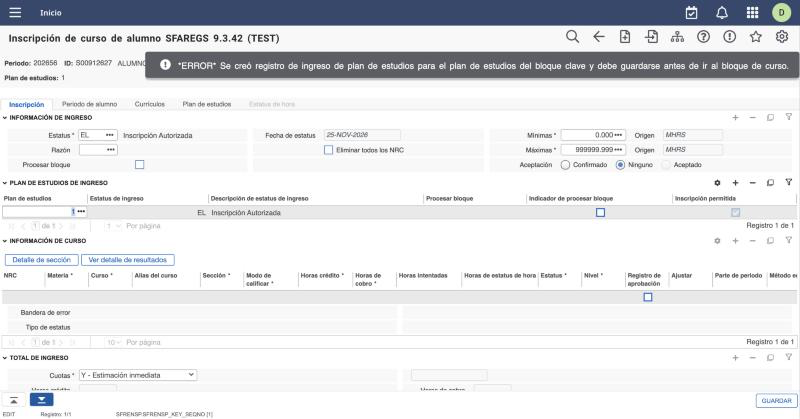 Inicio
D
Inscripción de curso de alumno SFAREGS 9.3.42 (TEST)
Periodo: 202656 ID: S00912627 ALUMNO
Plan de estudios: 1
*ERROR* Se creó registro de ingreso de plan de estudios para el plan de estudios del bloque clave y debe guardarse antes de ir al bloque de curso.
Inscripción Periodo de alumno Currículos Plan de estudios Estatus de hora
INFORMACIÓN DE INGRESO
Estatus * EL ••• Inscripción Autorizada Fecha de estatus 25-NOV-2026 Mínimas * 0.000 ••• Origen MHRS
Razón ••• Eliminar todos los NRC Máximas * 999999.999 ••• Origen MHRS
Procesar bloque Aceptación Confirmado Ninguno Aceptado
PLAN DE ESTUDIOS DE INGRESO
Plan de estudios Estatus de ingreso Descripción de estatus de ingreso Procesar bloque Indicador de procesar bloque Inscripción permitida
1 ••• EL Inscripción Autorizada
1 de 1 1 Por página Registro 1 de 1
INFORMACIÓN DE CURSO
Detalle de sección Ver detalle de resultados
NRC Materia * Curso * Alias del curso Sección * Modo de calificar * Horas crédito * Horas de cobro * Horas intentadas Horas de estatus de hora Estatus * Nivel * Registro de aprobación Ajustar Parte de periodo
Bandera de error
Tipo de estatus
1 de 1 10 Por página Registro 1 de 1
TOTAL DE INGRESO
Cuotas * Y - Estimación inmediata
GUARDAR
EDIT Registro: 1/1 SFRENSP:SFRENSP_KEY_SEQNO [1]